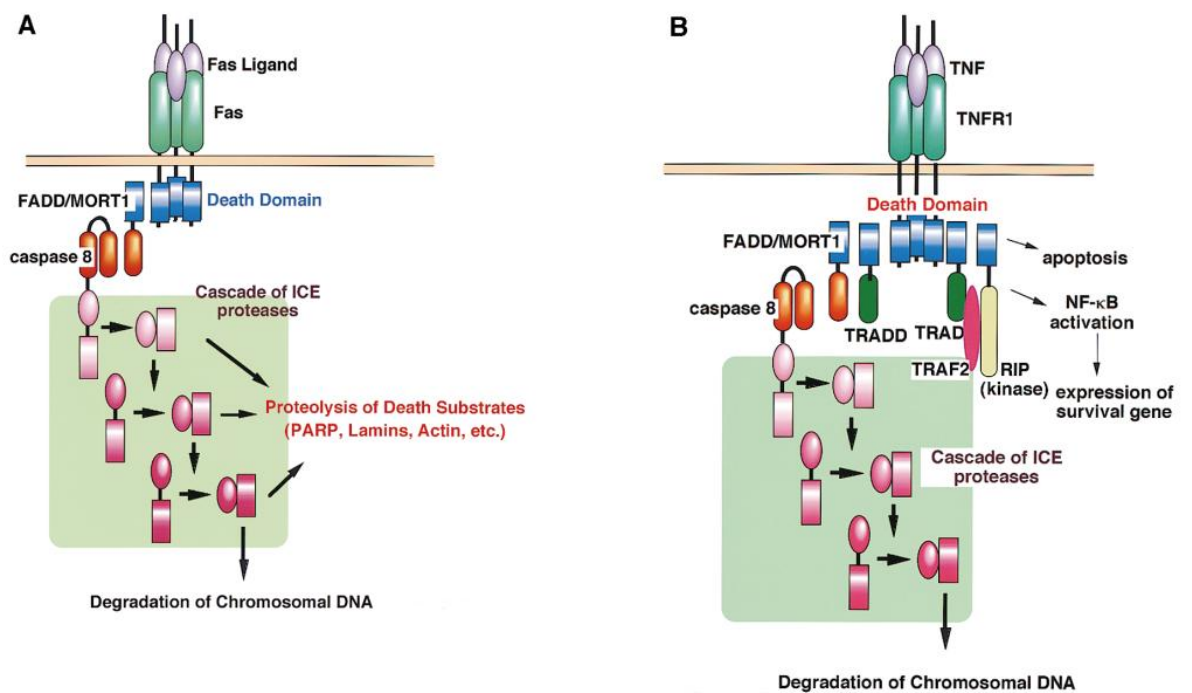 A
Fas Ligand
Fas
FADD/MORT1
Death Domain
caspase 8
Cascade of ICE
proteases
Proteolysis of Death Substrates
(PARP, Lamins, Actin, etc.)
Degradation of Chromosomal DNA
B
TNF
TNFR1
Death Domain
FADD/MORT1
apoptosis
caspase 8
NF-κB
activation
TRADD
TRAD
TRAF2
RIP
(kinase)
expression of
survival gene
Cascade of ICE
proteases
Degradation of Chromosomal DNA